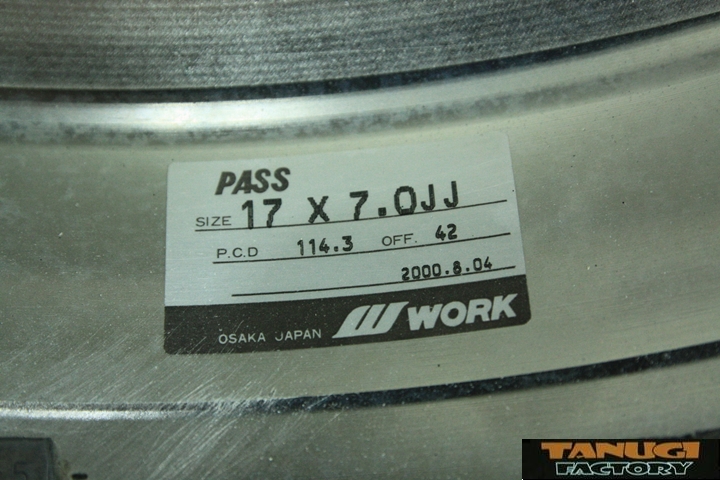 PASS
SIZE 17 X 7.0JJ
P.C.D 114.3 OFF. 42
2000.8.04
OSAKA JAPAN WORK
TANUGI
FACTORY